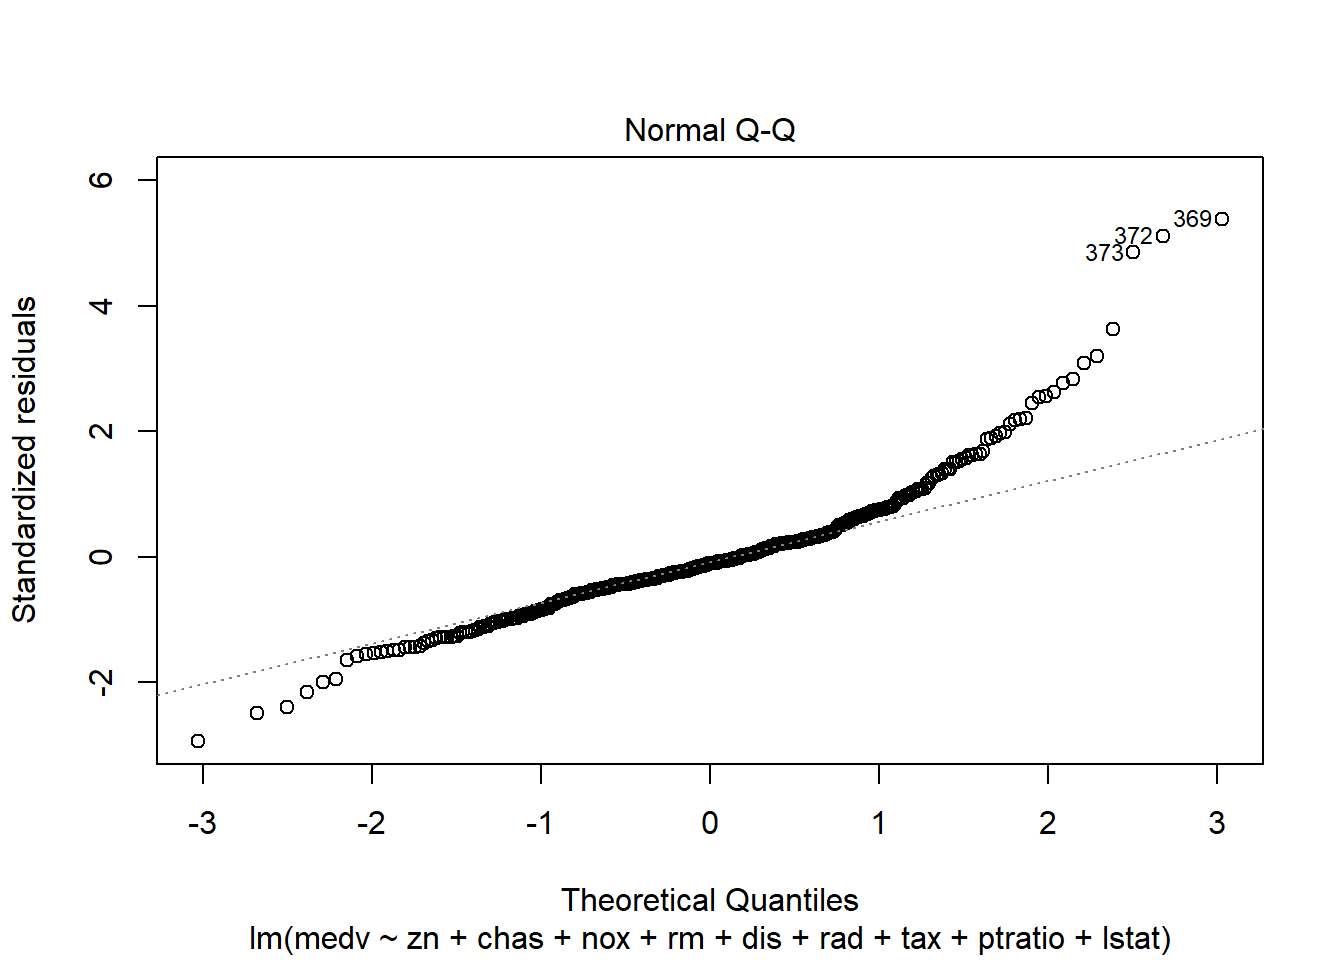 Normal Q-Q
6
4
2
0
-2
Standardized residuals
369
372
373
-3 -2 -1 0 1 2 3
Theoretical Quantiles
lm(medv ~ zn + chas + nox + rm + dis + rad + tax + ptratio + lstat)